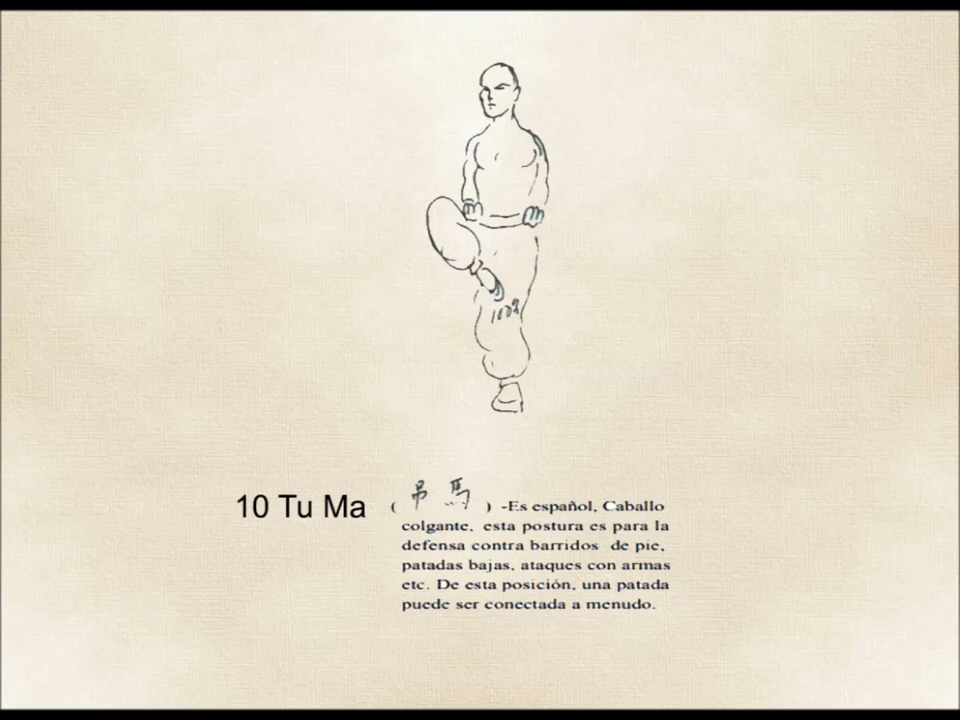 100%
10 Tu Ma (吊 馬) -Es español, Caballo
colgante, esta postura es para la
defensa contra barridos de pie,
patadas bajas, ataques con armas
etc. De esta posición, una patada
puede ser conectada a menudo.